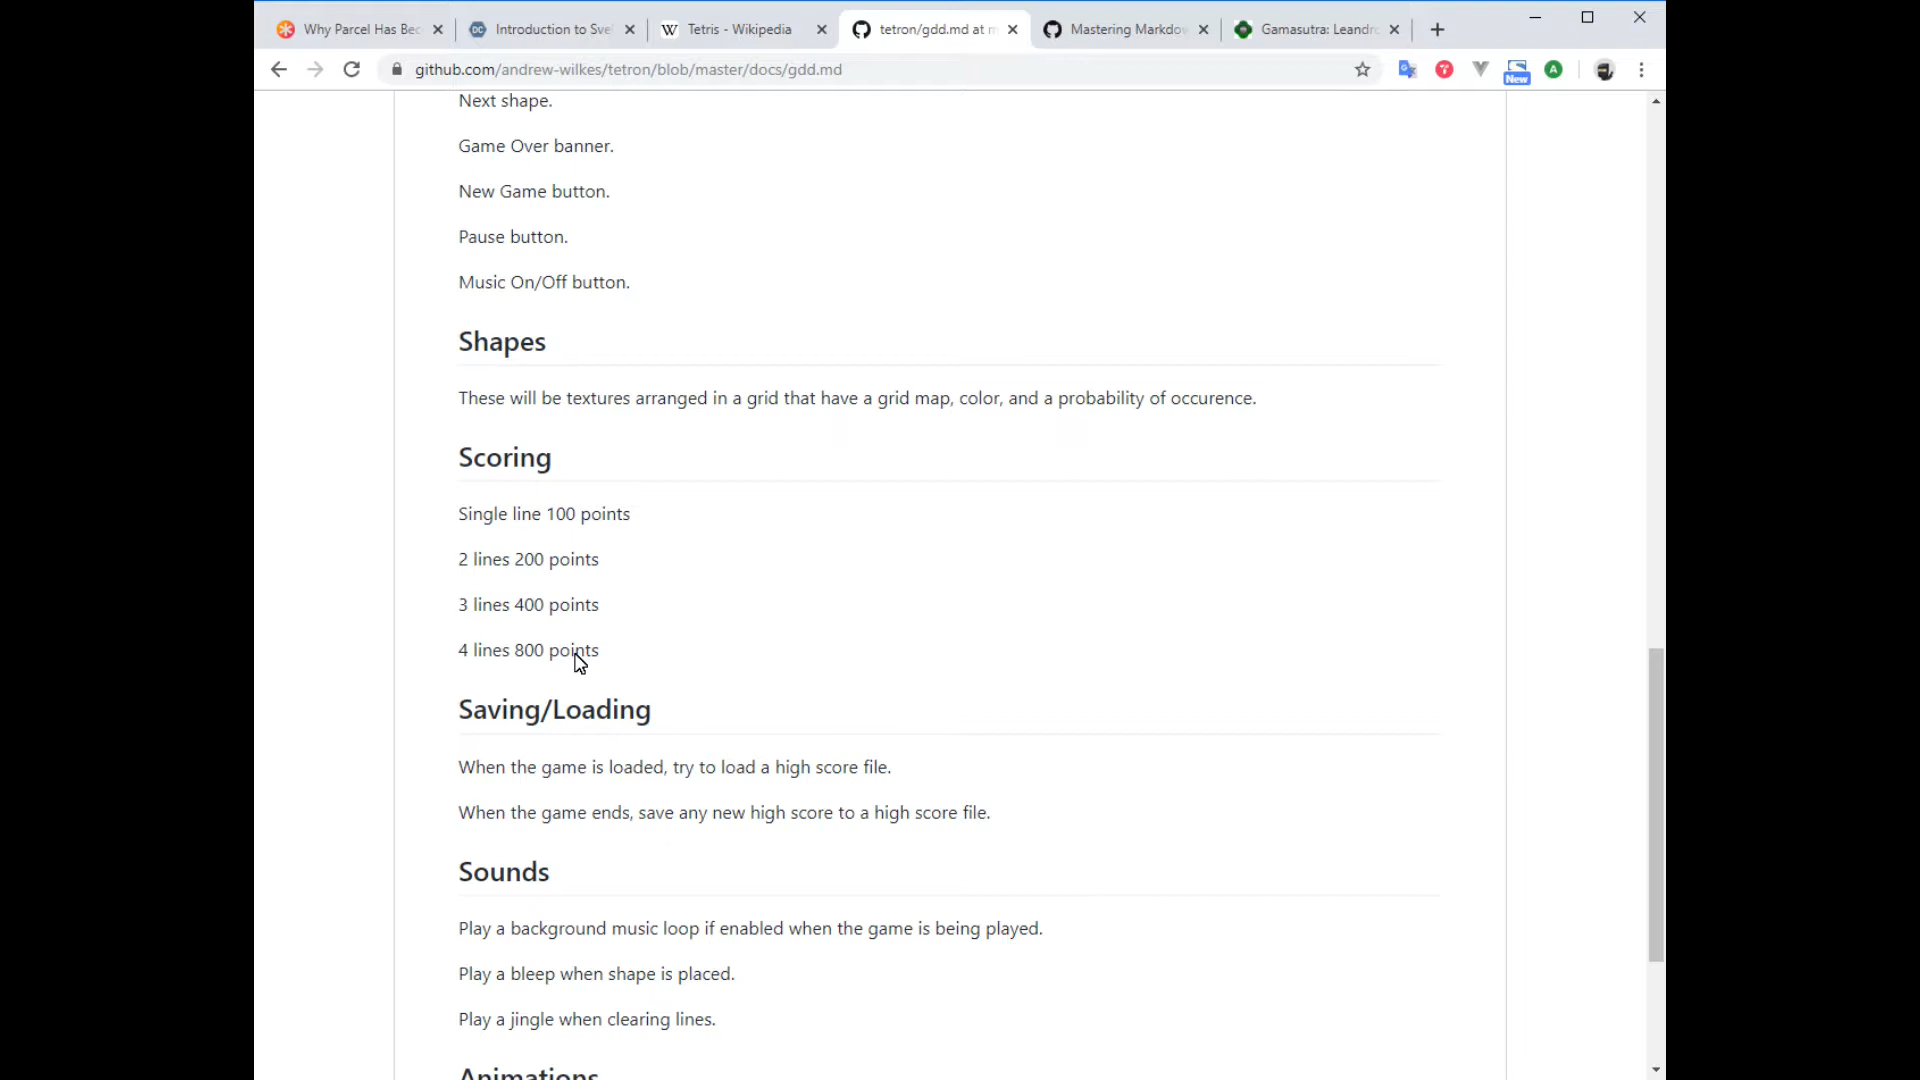 Why Parcel Has Bec
Introduction to Sve
Tetris - Wikipedia
tetron/gdd.md at m
Mastering Markdow
Gamasutra: Leandro
github.com/andrew-wilkes/tetron/blob/master/docs/gdd.md
New
A
Next shape.
Game Over banner.
New Game button.
Pause button.
Music On/Off button.
Shapes
These will be textures arranged in a grid that have a grid map, color, and a probability of occurence.
Scoring
Single line 100 points
2 lines 200 points
3 lines 400 points
4 lines 800 points
Saving/Loading
When the game is loaded, try to load a high score file.
When the game ends, save any new high score to a high score file.
Sounds
Play a background music loop if enabled when the game is being played.
Play a bleep when shape is placed.
Play a jingle when clearing lines.
Animations